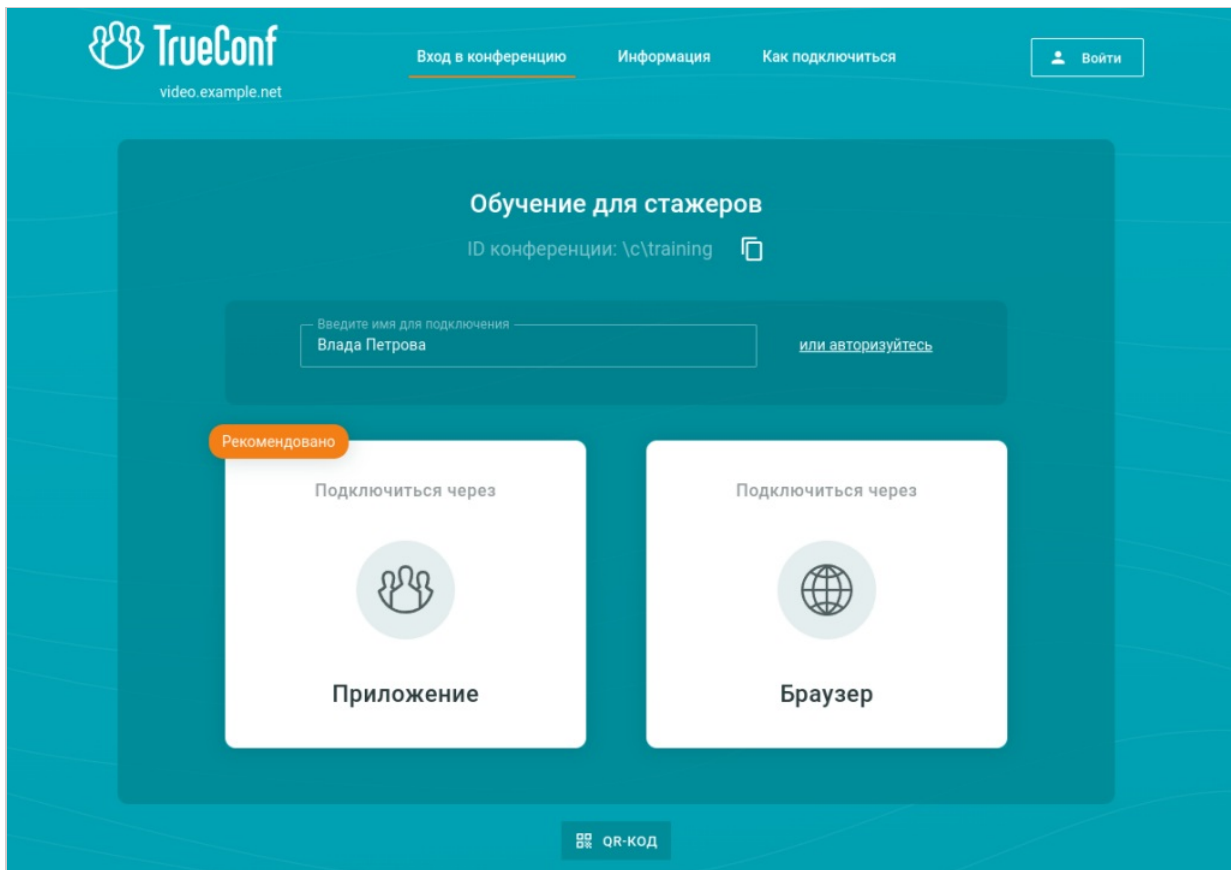 TrueConf
video.example.net
Вход в конференцию
Информация
Как подключиться
Войти
Обучение для стажеров
ID конференции: \c\training
Введите имя для подключения
Влада Петрова
или авторизуйтесь
Рекомендовано
Подключиться через
Приложение
Подключиться через
Браузер
QR-КОД